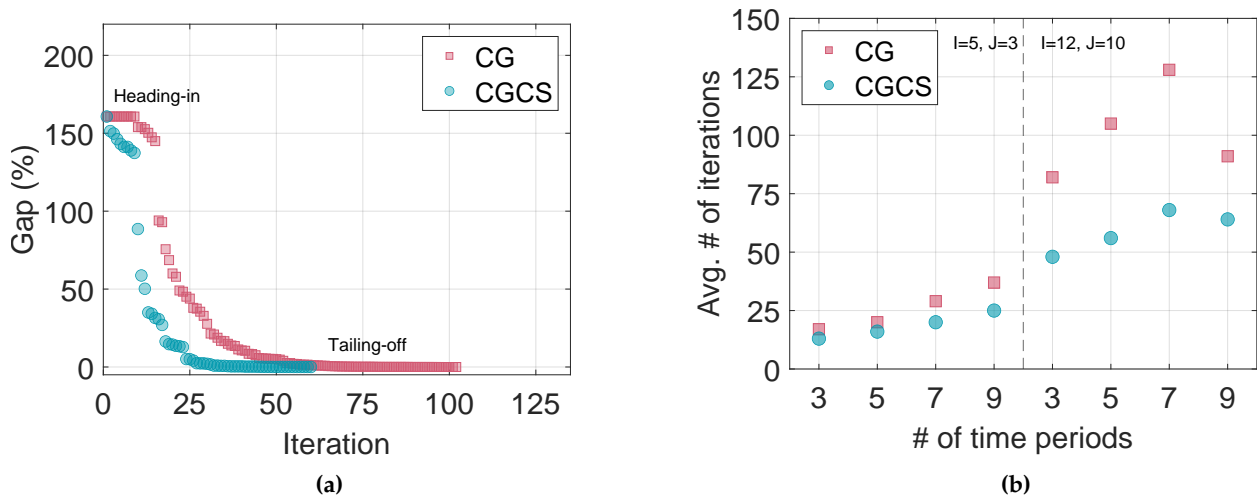 200
150
100
50
0
Gap (%)
Heading-in
CG
CGCS
Tailing-off
0 25 50 75 100 125
Iteration
(a)
150
125
100
75
50
25
0
Avg. # of iterations
CG
CGCS
I=5, J=3
I=12, J=10
3 5 7 9 3 5 7 9
# of time periods
(b)